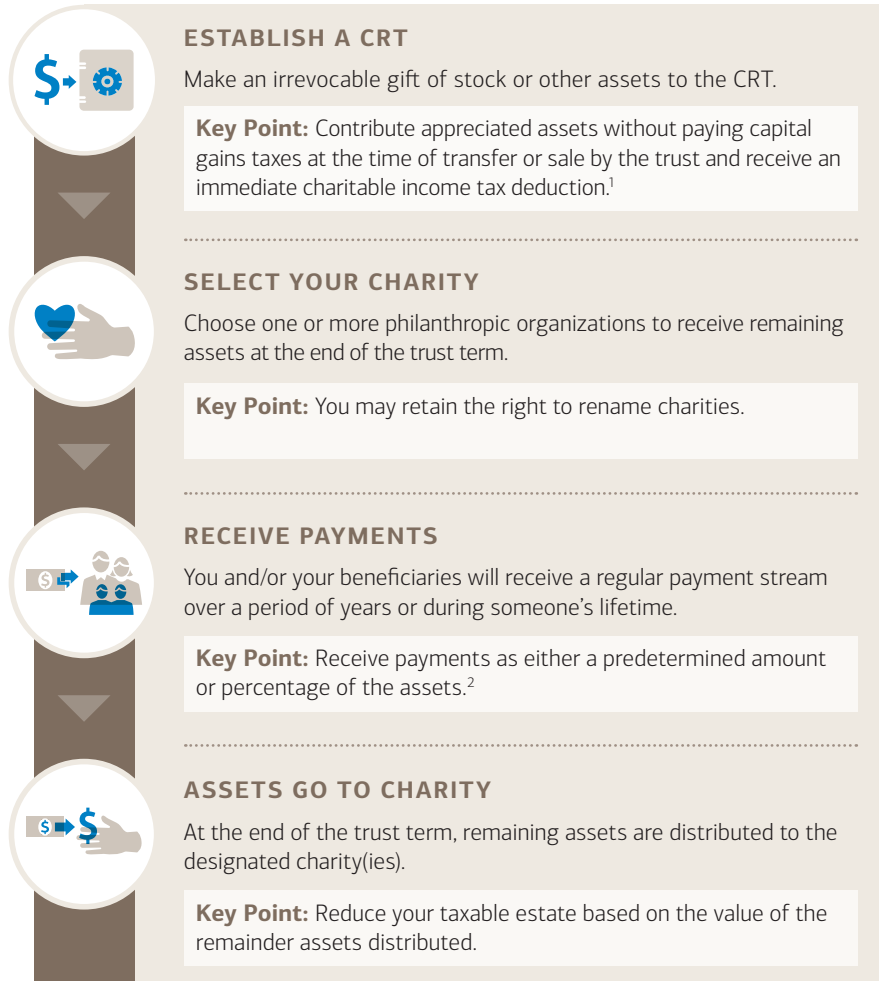 ESTABLISH A CRT
Make an irrevocable gift of stock or other assets to the CRT.
Key Point: Contribute appreciated assets without paying capital
gains taxes at the time of transfer or sale by the trust and receive an
immediate charitable income tax deduction.¹
SELECT YOUR CHARITY
Choose one or more philanthropic organizations to receive remaining
assets at the end of the trust term.
Key Point: You may retain the right to rename charities.
RECEIVE PAYMENTS
You and/or your beneficiaries will receive a regular payment stream
over a period of years or during someone’s lifetime.
Key Point: Receive payments as either a predetermined amount
or percentage of the assets.²
ASSETS GO TO CHARITY
At the end of the trust term, remaining assets are distributed to the
designated charity(ies).
Key Point: Reduce your taxable estate based on the value of the
remainder assets distributed.